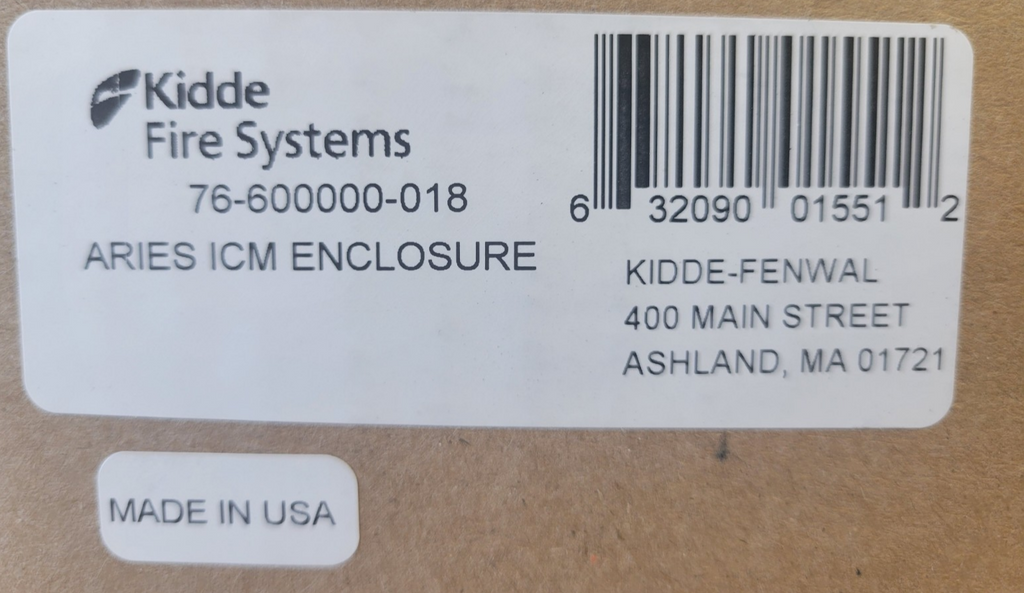 Kidde
Fire Systems
76-600000-018
ARIES ICM ENCLOSURE
6 32090 01551 2
KIDDE-FENWAL
400 MAIN STREET
ASHLAND, MA 01721
MADE IN USA